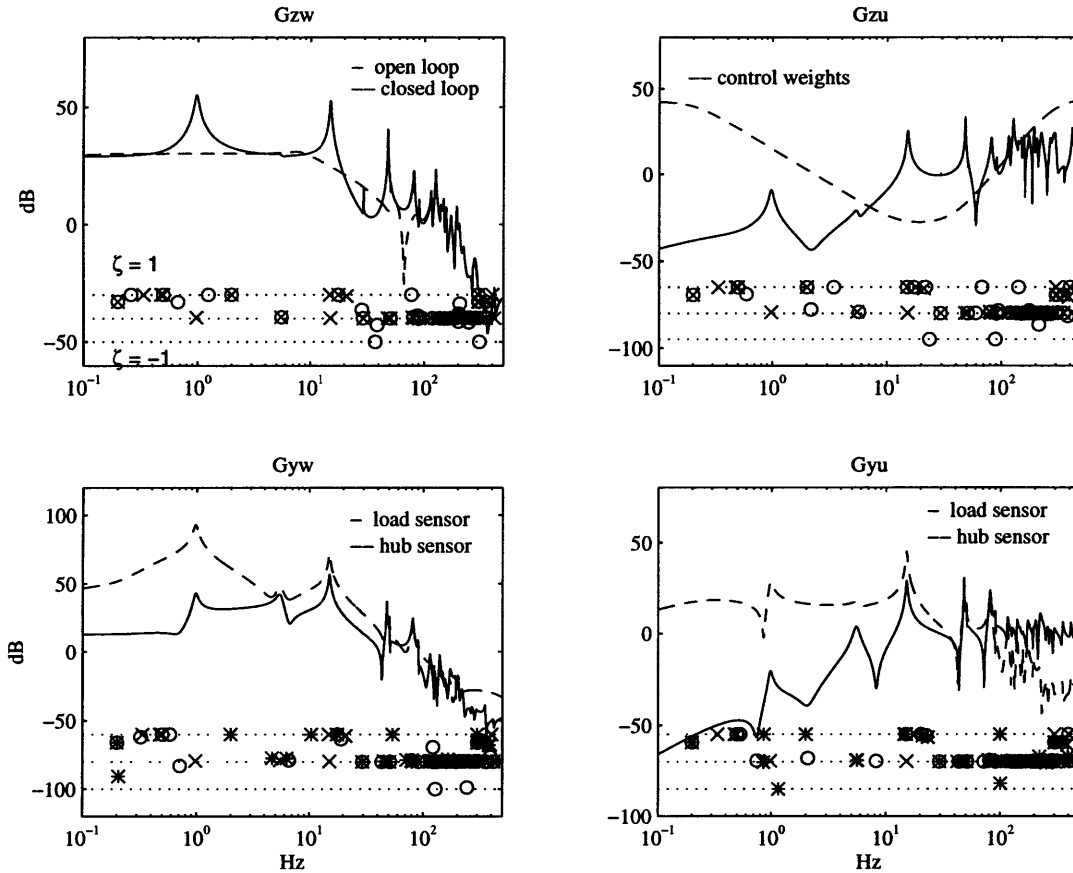 Gzw
50
0
−50
dB
− open loop
— closed loop
ζ = 1
ζ = −1
10⁻¹ 10⁰ 10¹ 10²
Gzu
50
0
−50
−100
— control weights
10⁻¹ 10⁰ 10¹ 10²
Gyw
100
50
0
−50
−100
dB
− load sensor
— hub sensor
10⁻¹ 10⁰ 10¹ 10²
Hz
Gyu
50
0
−50
−100
− load sensor
— hub sensor
10⁻¹ 10⁰ 10¹ 10²
Hz